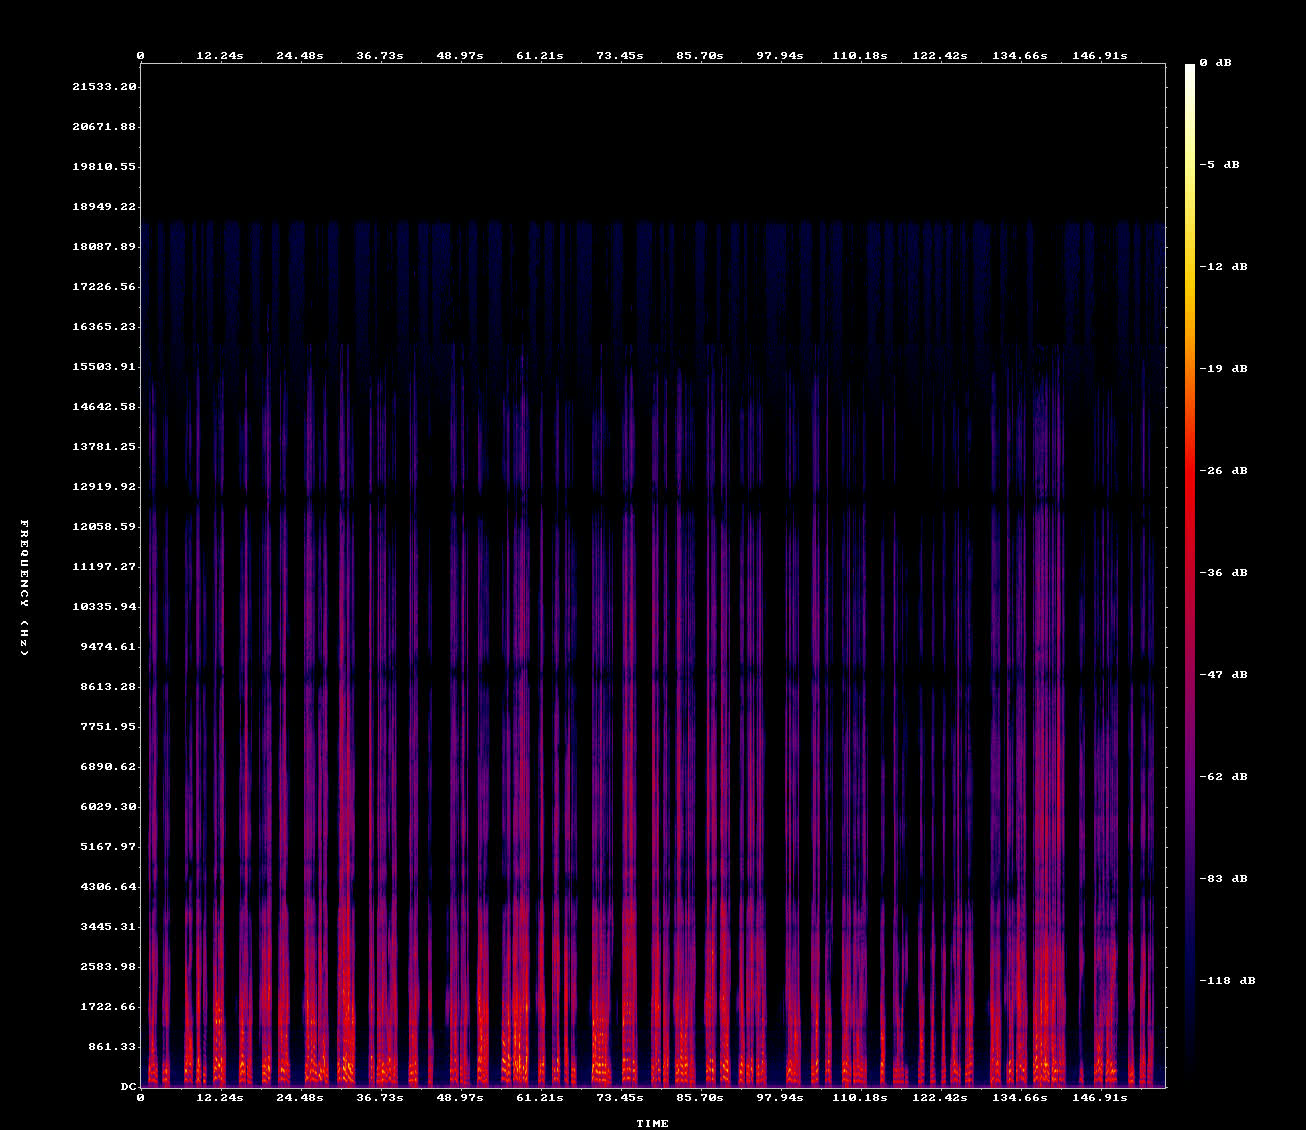 0 12.24s 24.48s 36.73s 48.97s 61.21s 73.45s 85.70s 97.94s 110.18s 122.42s 134.66s 146.91s
0 dB
21533.20
20671.88
-5 dB
19810.55
18949.22
18087.89
-12 dB
17226.56
16365.23
15503.91
-19 dB
14642.58
13781.25
-26 dB
12919.92
12058.59
11197.27
-36 dB
10335.94
9474.61
8613.28
-47 dB
7751.95
6890.62
-62 dB
6029.30
5167.97
4306.64
-83 dB
3445.31
2583.98
-118 dB
1722.66
861.33
DC
FREQUENCY (Hz)
0 12.24s 24.48s 36.73s 48.97s 61.21s 73.45s 85.70s 97.94s 110.18s 122.42s 134.66s 146.91s
TIME